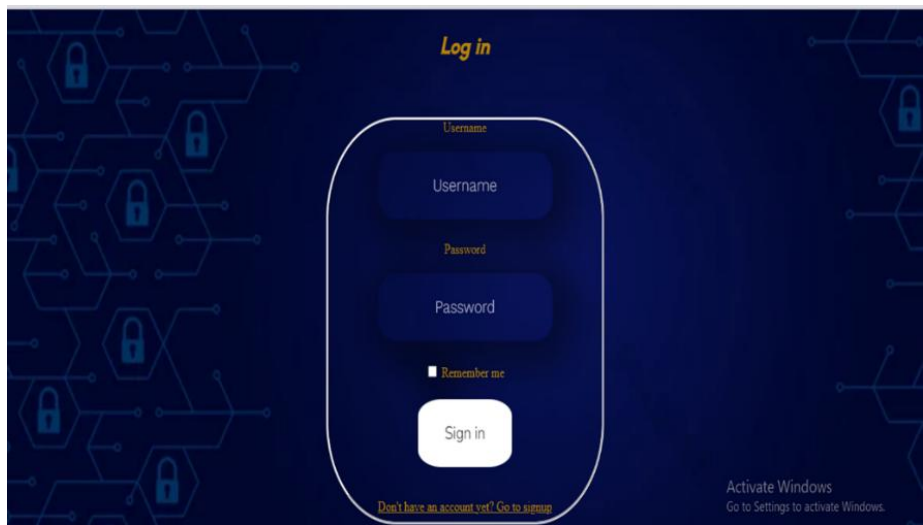 Log in
Username
Username
Password
Password
Remember me
Sign in
Don't have an account yet? Go to signup
Activate Windows
Go to Settings to activate Windows.